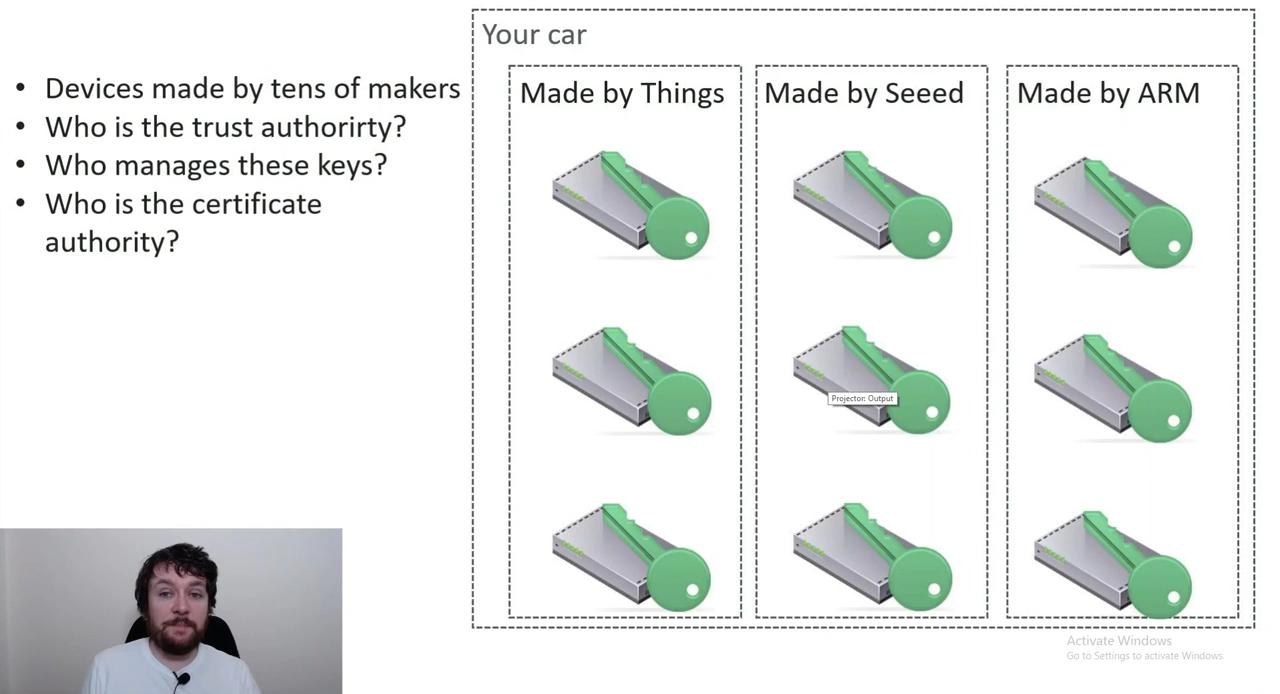 Your car
• Devices made by tens of makers
• Who is the trust authorirty?
• Who manages these keys?
• Who is the certificate
authority?
Made by Things
Made by Seeed
Made by ARM
Projector: Output
Activate Windows
Go to Settings to activate Windows.